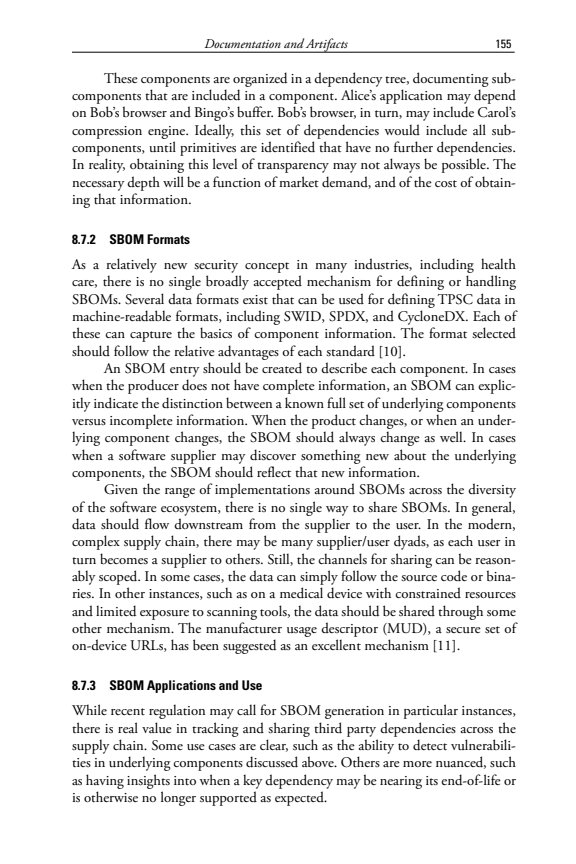 Documentation and Artifacts 155
These components are organized in a dependency tree, documenting sub-
components that are included in a component. Alice’s application may depend
on Bob’s browser and Bingo’s buffer. Bob’s browser, in turn, may include Carol’s
compression engine. Ideally, this set of dependencies would include all sub-
components, until primitives are identified that have no further dependencies.
In reality, obtaining this level of transparency may not always be possible. The
necessary depth will be a function of market demand, and of the cost of obtain-
ing that information.
8.7.2 SBOM Formats
As a relatively new security concept in many industries, including health
care, there is no single broadly accepted mechanism for defining or handling
SBOMs. Several data formats exist that can be used for defining TPSC data in
machine-readable formats, including SWID, SPDX, and CycloneDX. Each of
these can capture the basics of component information. The format selected
should follow the relative advantages of each standard [10].
An SBOM entry should be created to describe each component. In cases
when the producer does not have complete information, an SBOM can explic-
itly indicate the distinction between a known full set of underlying components
versus incomplete information. When the product changes, or when an under-
lying component changes, the SBOM should always change as well. In cases
when a software supplier may discover something new about the underlying
components, the SBOM should reflect that new information.
Given the range of implementations around SBOMs across the diversity
of the software ecosystem, there is no single way to share SBOMs. In general,
data should flow downstream from the supplier to the user. In the modern,
complex supply chain, there may be many supplier/user dyads, as each user in
turn becomes a supplier to others. Still, the channels for sharing can be reason-
ably scoped. In some cases, the data can simply follow the source code or bina-
ries. In other instances, such as on a medical device with constrained resources
and limited exposure to scanning tools, the data should be shared through some
other mechanism. The manufacturer usage descriptor (MUD), a secure set of
on-device URLs, has been suggested as an excellent mechanism [11].
8.7.3 SBOM Applications and Use
While recent regulation may call for SBOM generation in particular instances,
there is real value in tracking and sharing third party dependencies across the
supply chain. Some use cases are clear, such as the ability to detect vulnerabili-
ties in underlying components discussed above. Others are more nuanced, such
as having insights into when a key dependency may be nearing its end-of-life or
is otherwise no longer supported as expected.